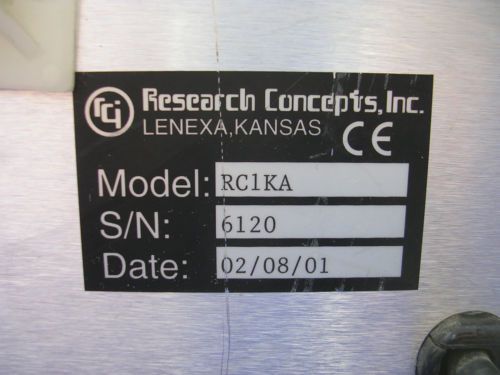 rci Research Concepts, Inc.
LENEXA, KANSAS CE
Model: RC1KA
S/N: 6120
Date: 02/08/01